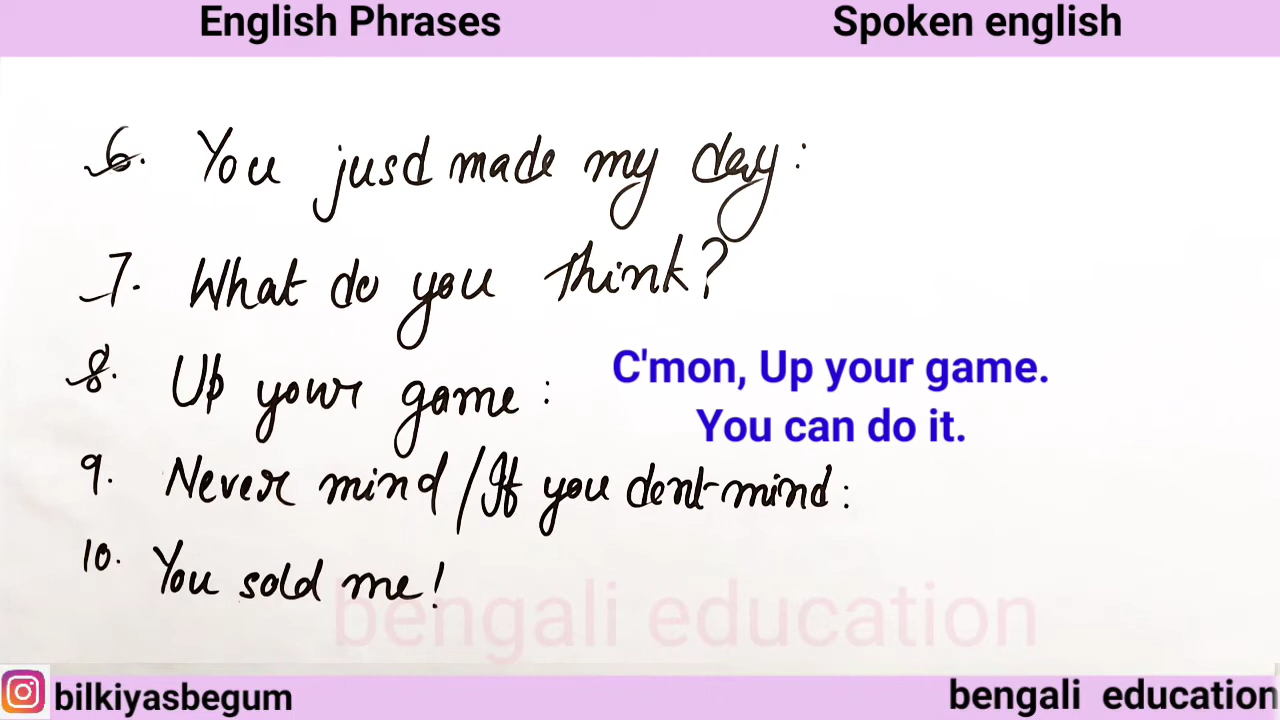 English Phrases
Spoken english
6. You jusd made my day:
7. What do you think?
8. Up your game:
C'mon, Up your game.
You can do it.
9. Never mind/If you dent mind:
10. You sold me!
bengali education
bilkiyasbegum
bengali education